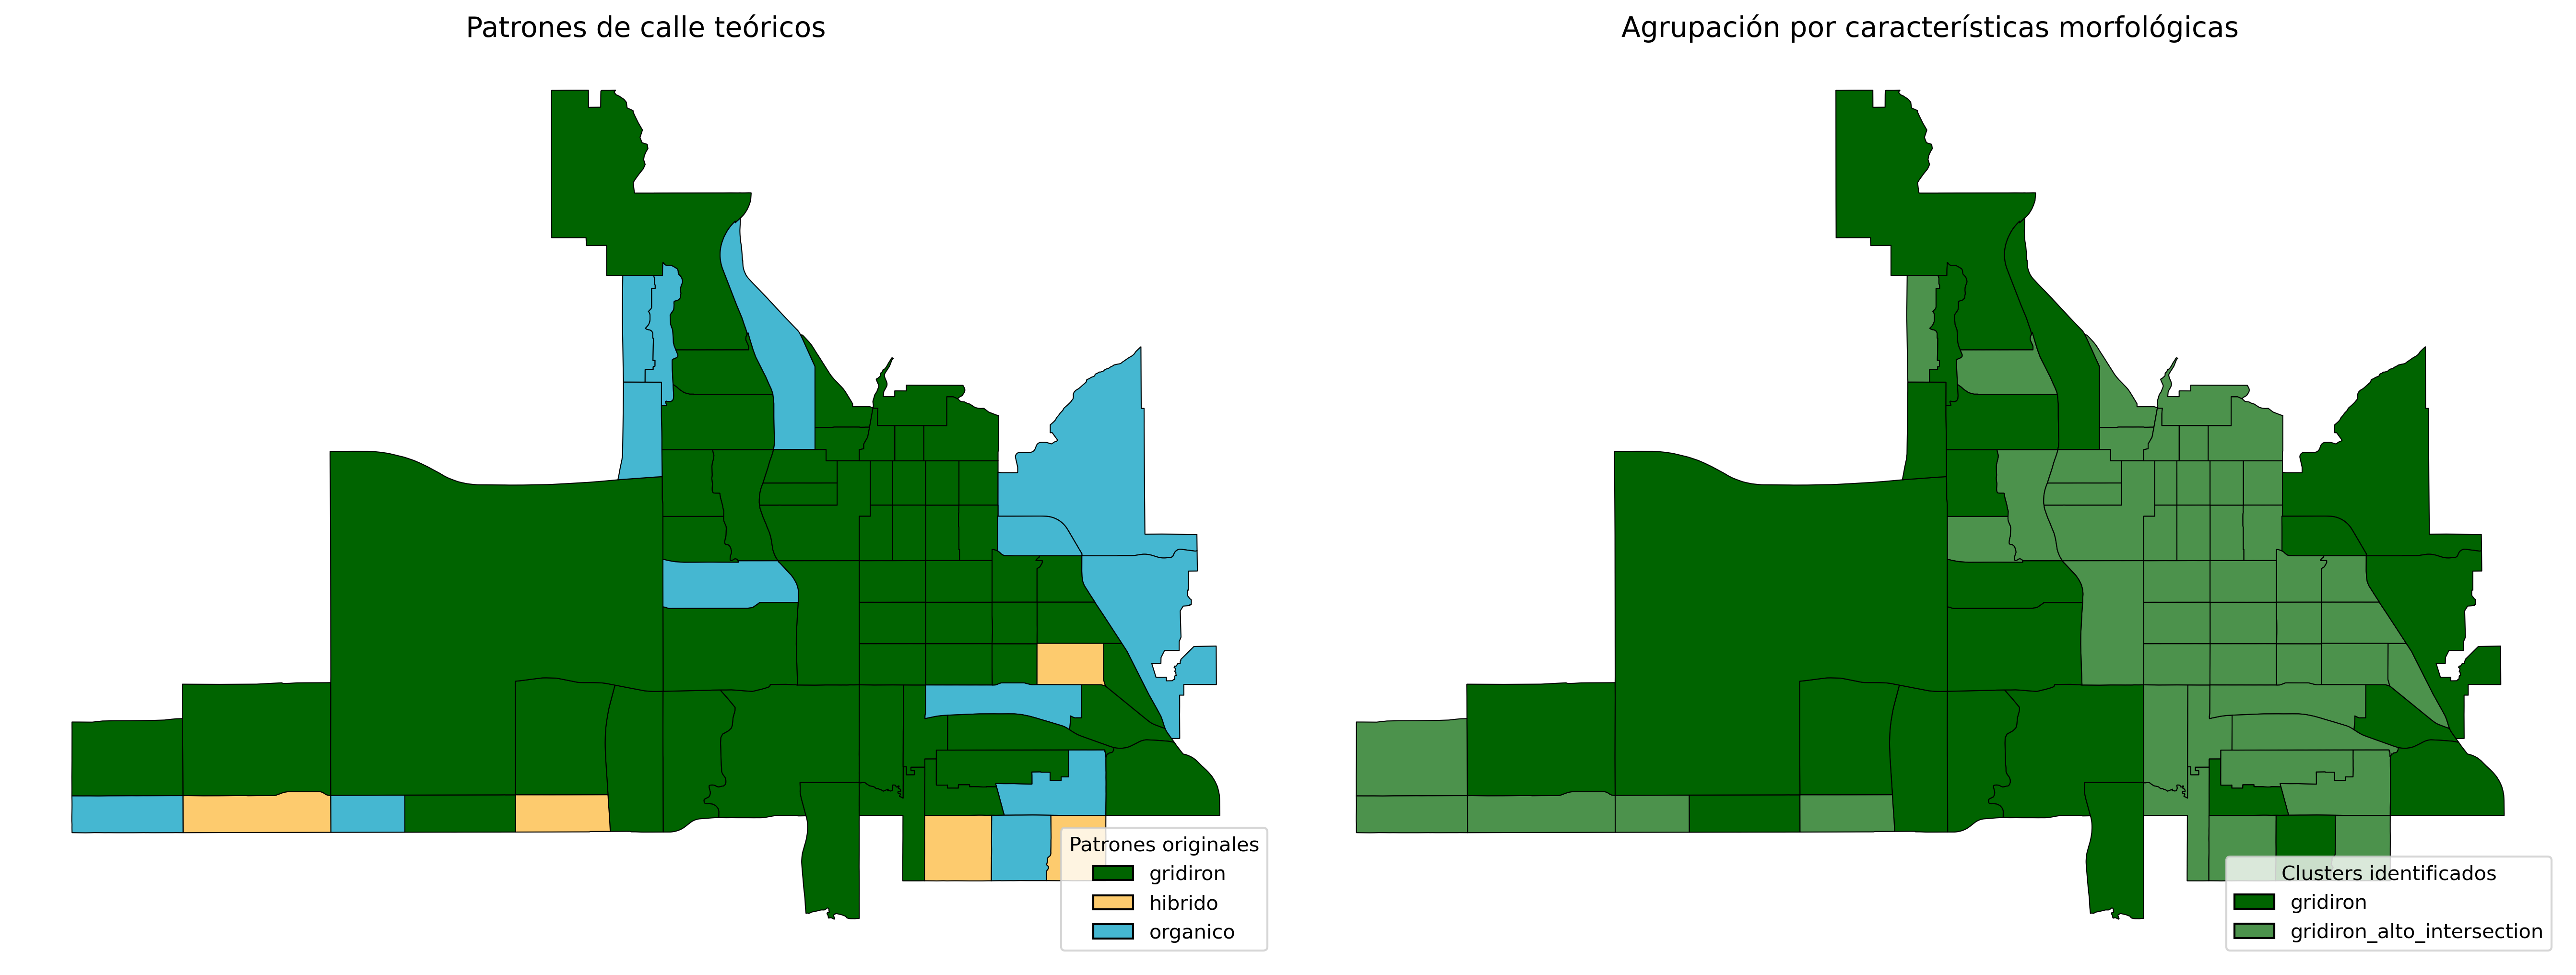 Patrones de calle teóricos
Agrupación por características morfológicas
Patrones originales
gridiron
hibrido
organico
Clusters identificados
gridiron
gridiron_alto_intersection